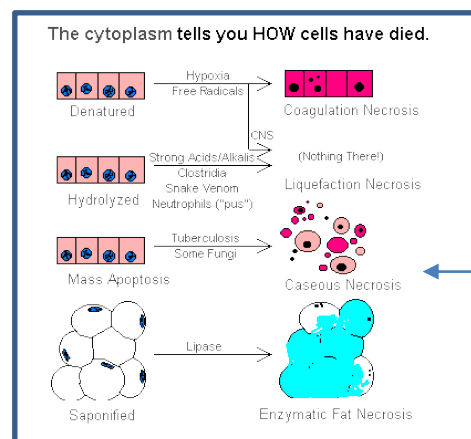 The cytoplasm tells you HOW cells have died.
Hypoxia
Free Radicals
Denatured
Coagulation Necrosis
CNS
Strong Acids/Alkalis
Clostridia
Snake Venom
Neutrophils ("pus")
(Nothing There!)
Hydrolyzed
Liquefaction Necrosis
Tuberculosis
Some Fungi
Mass Apoptosis
Caseous Necrosis
Lipase
Saponified
Enzymatic Fat Necrosis